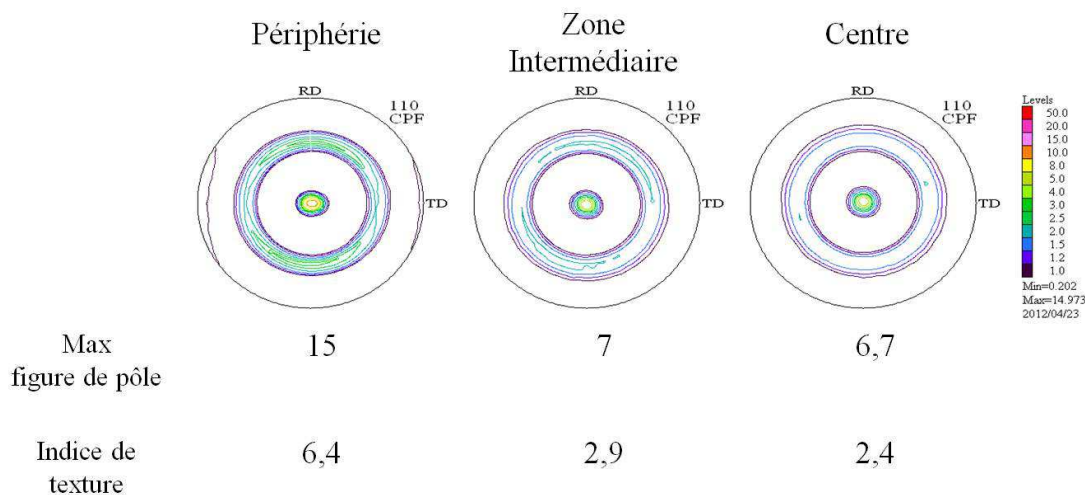 Périphérie
Zone
Intermédiaire
Centre
RD
110
CPF
TD
RD
110
CPF
TD
RD
110
CPF
TD
Levels
50.0
20.0
15.0
10.0
8.0
5.0
4.0
3.0
2.5
2.0
1.5
1.2
1.0
Min=0.202
Max=14.973
2012/04/23
Max
figure de pôle
15
7
6,7
Indice de
texture
6,4
2,9
2,4